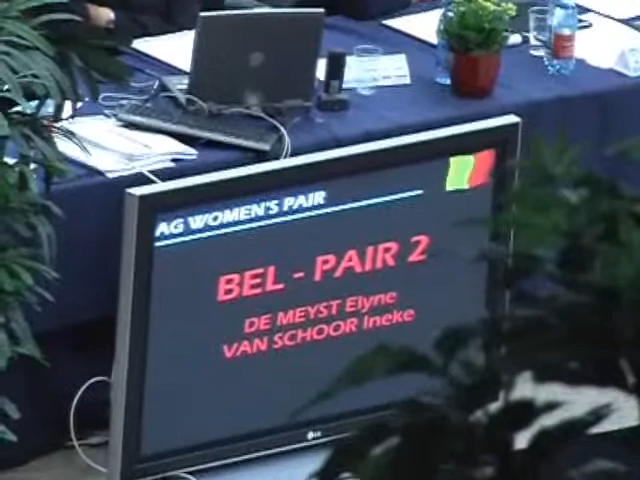 AG WOMEN'S PAIR
BEL - PAIR 2
DE MEYST Elyne
VAN SCHOOR Ineke
LG